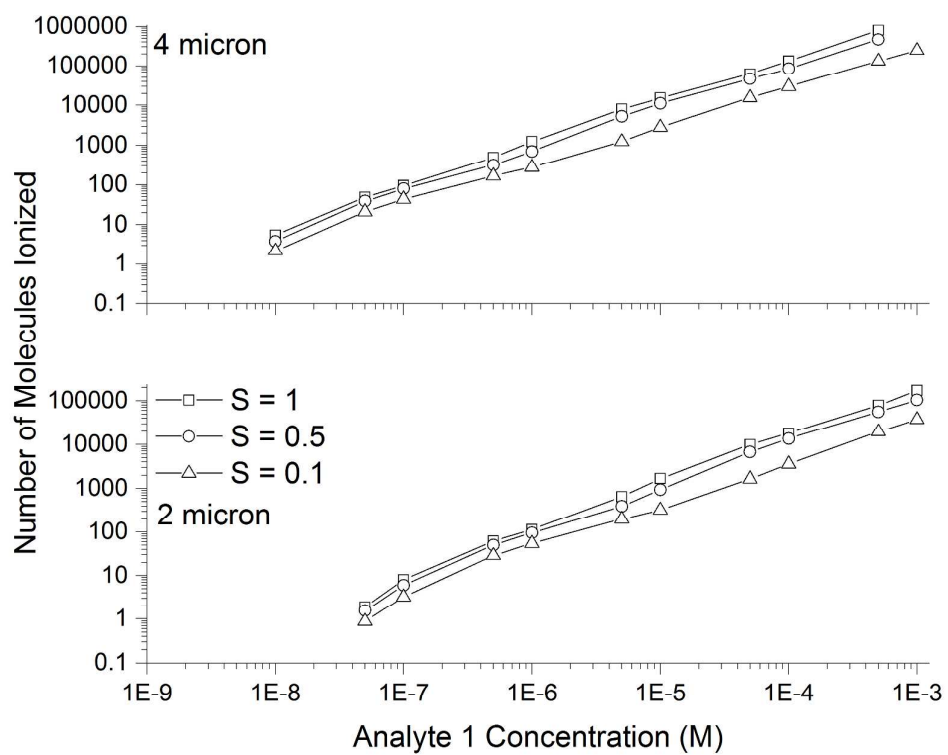 Number of Molecules Ionized
4 micron
1000000
100000
10000
1000
100
10
1
0.1
S = 1
S = 0.5
S = 0.1
2 micron
100000
10000
1000
100
10
1
0.1
1E-9
1E-8
1E-7
1E-6
1E-5
1E-4
1E-3
Analyte 1 Concentration (M)